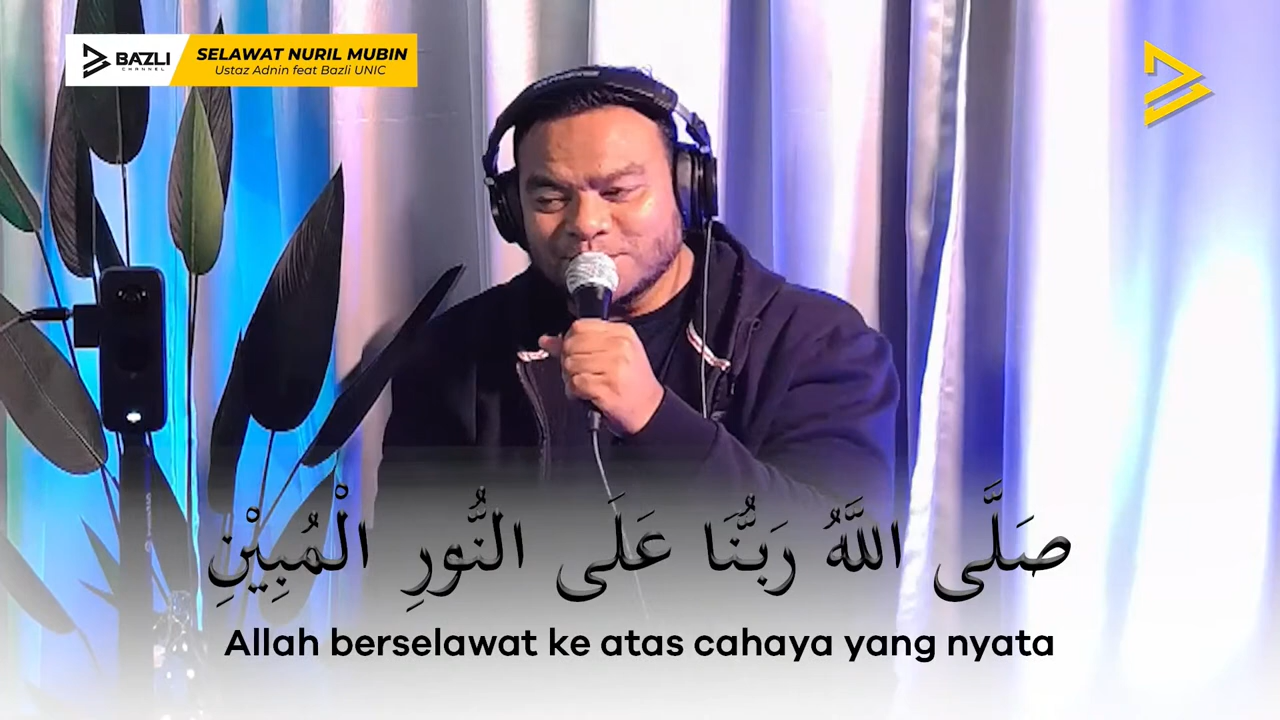 BAZLI
CHANNEL
SELAWAT NURIL MUBIN
Ustaz Adnin feat Bazli UNIC
صَلَّى اللَّهُ رَبُّنَا عَلَى النُّورِ الْمُبِيْنِ
Allah berselawat ke atas cahaya yang nyata